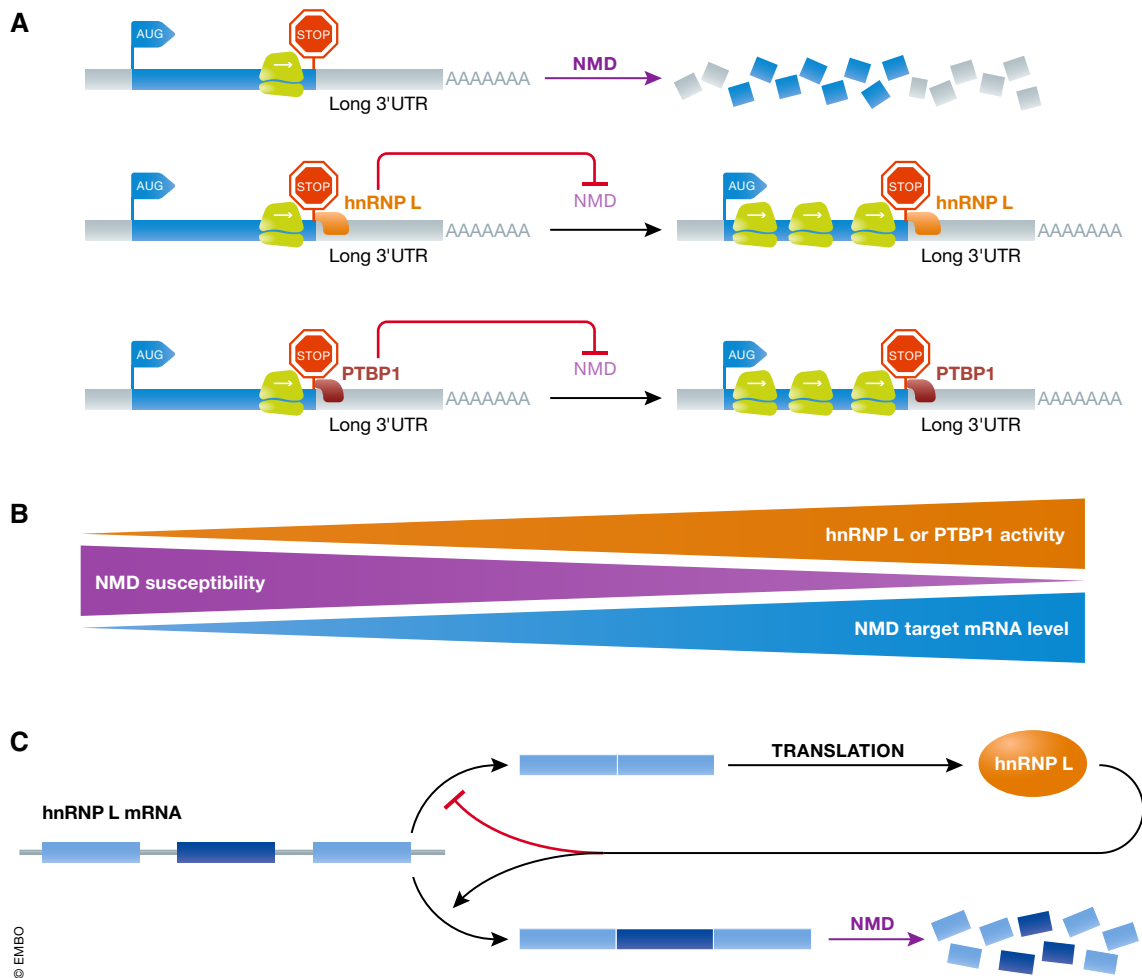 A
AUG
STOP
AAAAAAA
NMD
Long 3'UTR
AUG
STOP
hnRNP L
AAAAAAA
Long 3'UTR
NMD
AUG
STOP
hnRNP L
AAAAAAA
Long 3'UTR
AUG
STOP
PTBP1
AAAAAAA
Long 3'UTR
NMD
AUG
STOP
PTBP1
AAAAAAA
Long 3'UTR
B
hnRNP L or PTBP1 activity
NMD susceptibility
NMD target mRNA level
C
hnRNP L mRNA
TRANSLATION
hnRNP L
NMD
© EMBO